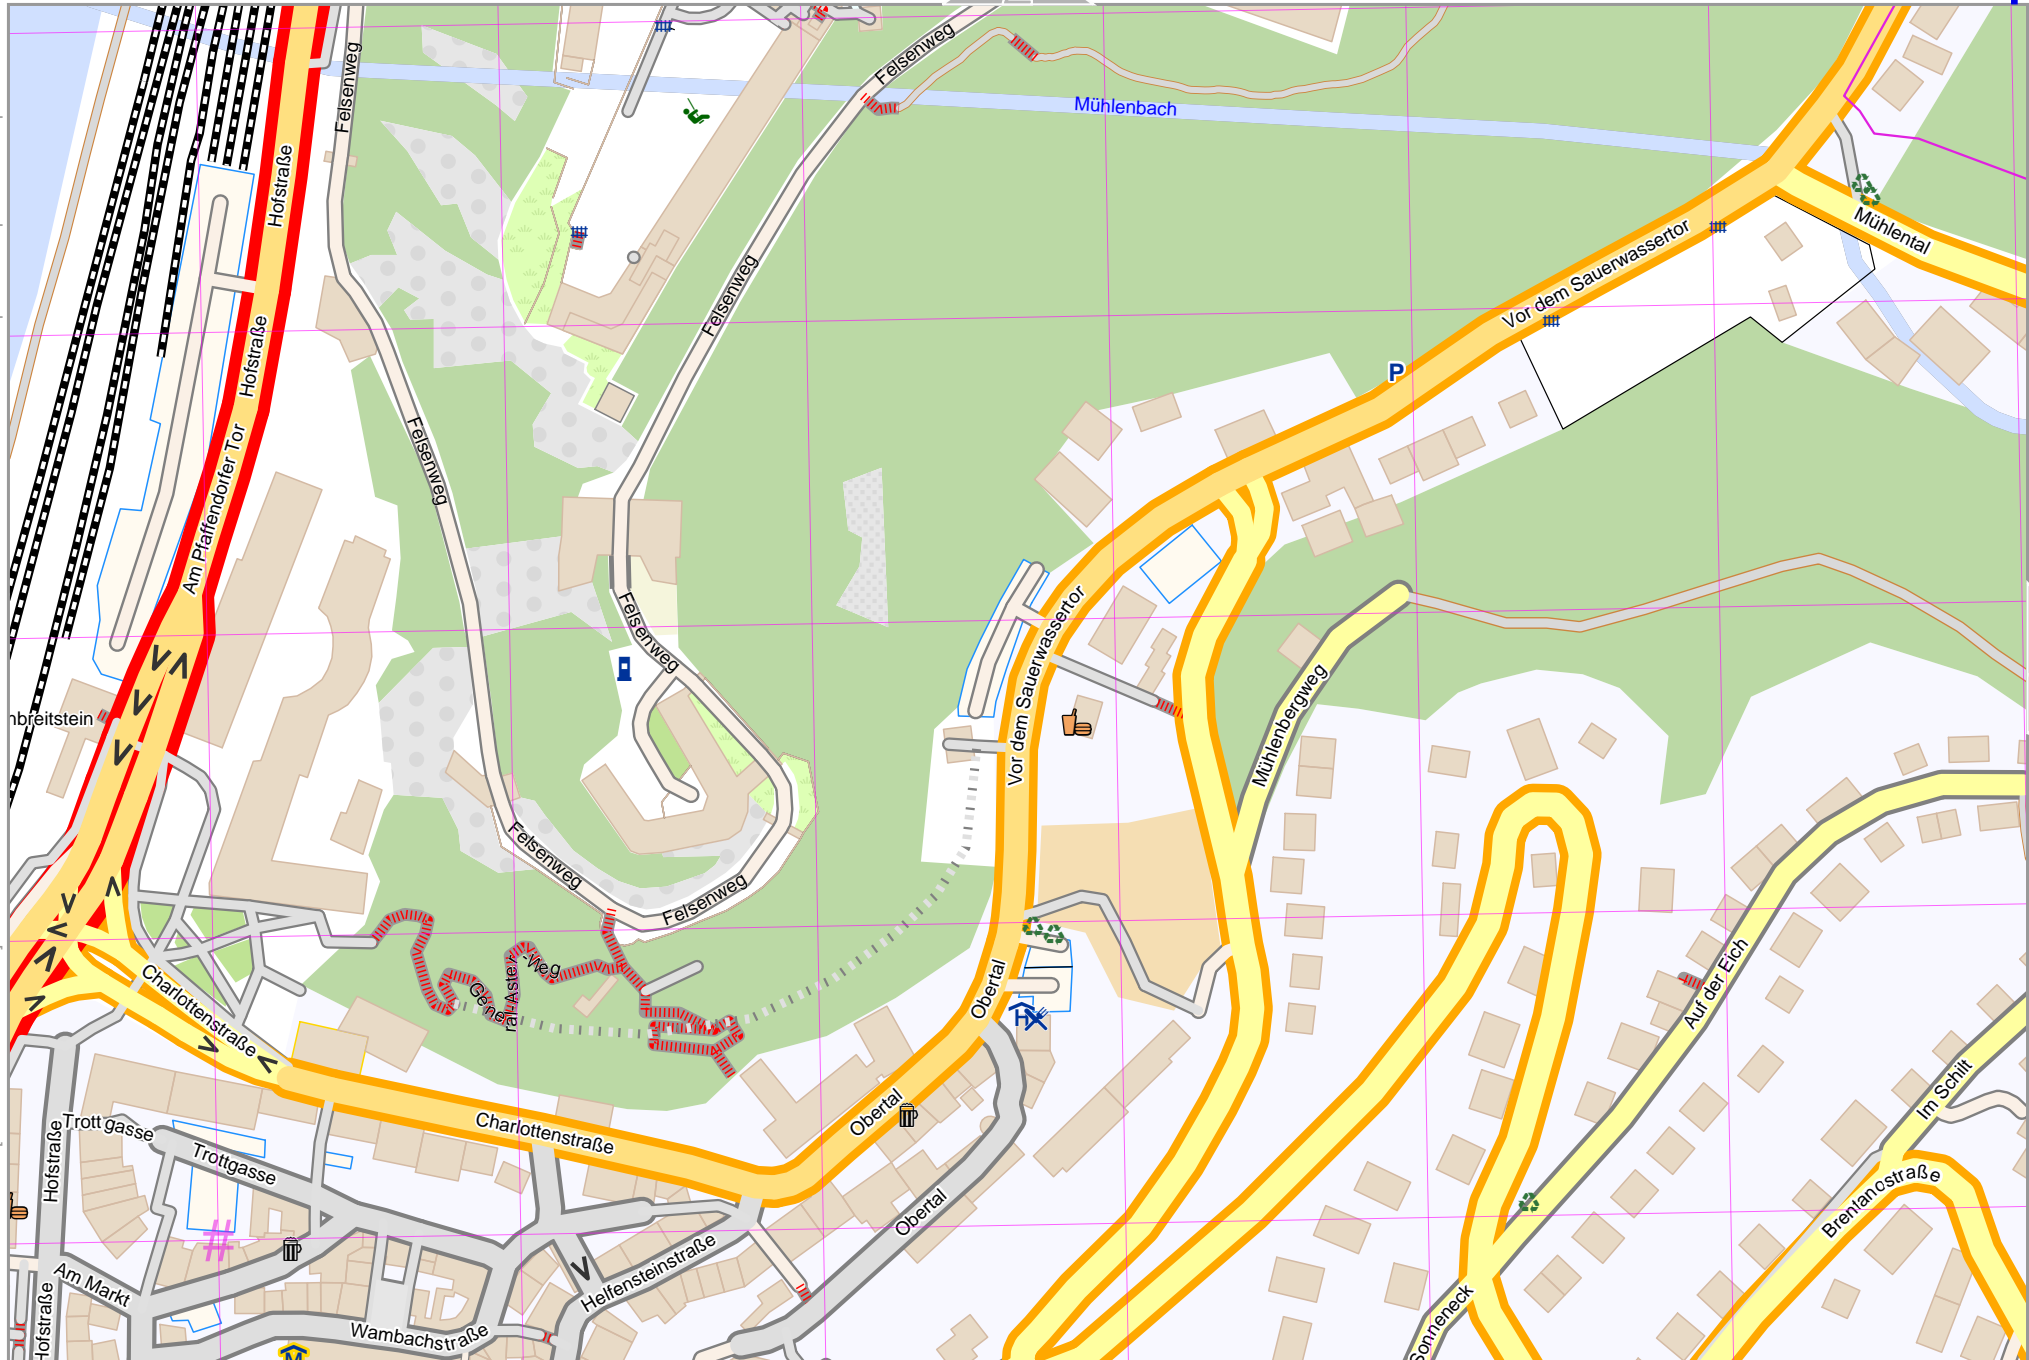 Felsenweg
Felsenweg
Mühlenbach
Hofstraße
Mühlental
Vor dem Sauerwassertor
Felsenweg
Hofstraße
P
Felsenweg
Am Pfaffendorfer Tor
Felsenweg
Vor dem Sauerwassertor
Mühlenbergweg
nbreitstein
Felsenweg
Felsenweg
General-Aster-Weg
Obertal
Auf der Eich
Charlottenstraße
H
Im Schilt
Obertal
Charlottenstraße
Trottgasse
Trottgasse
Hofstraße
Brentanostraße
Obertal
#
Helfensteinstraße
Am Markt
Hofstraße
Wambachstraße
Sonneneck
M